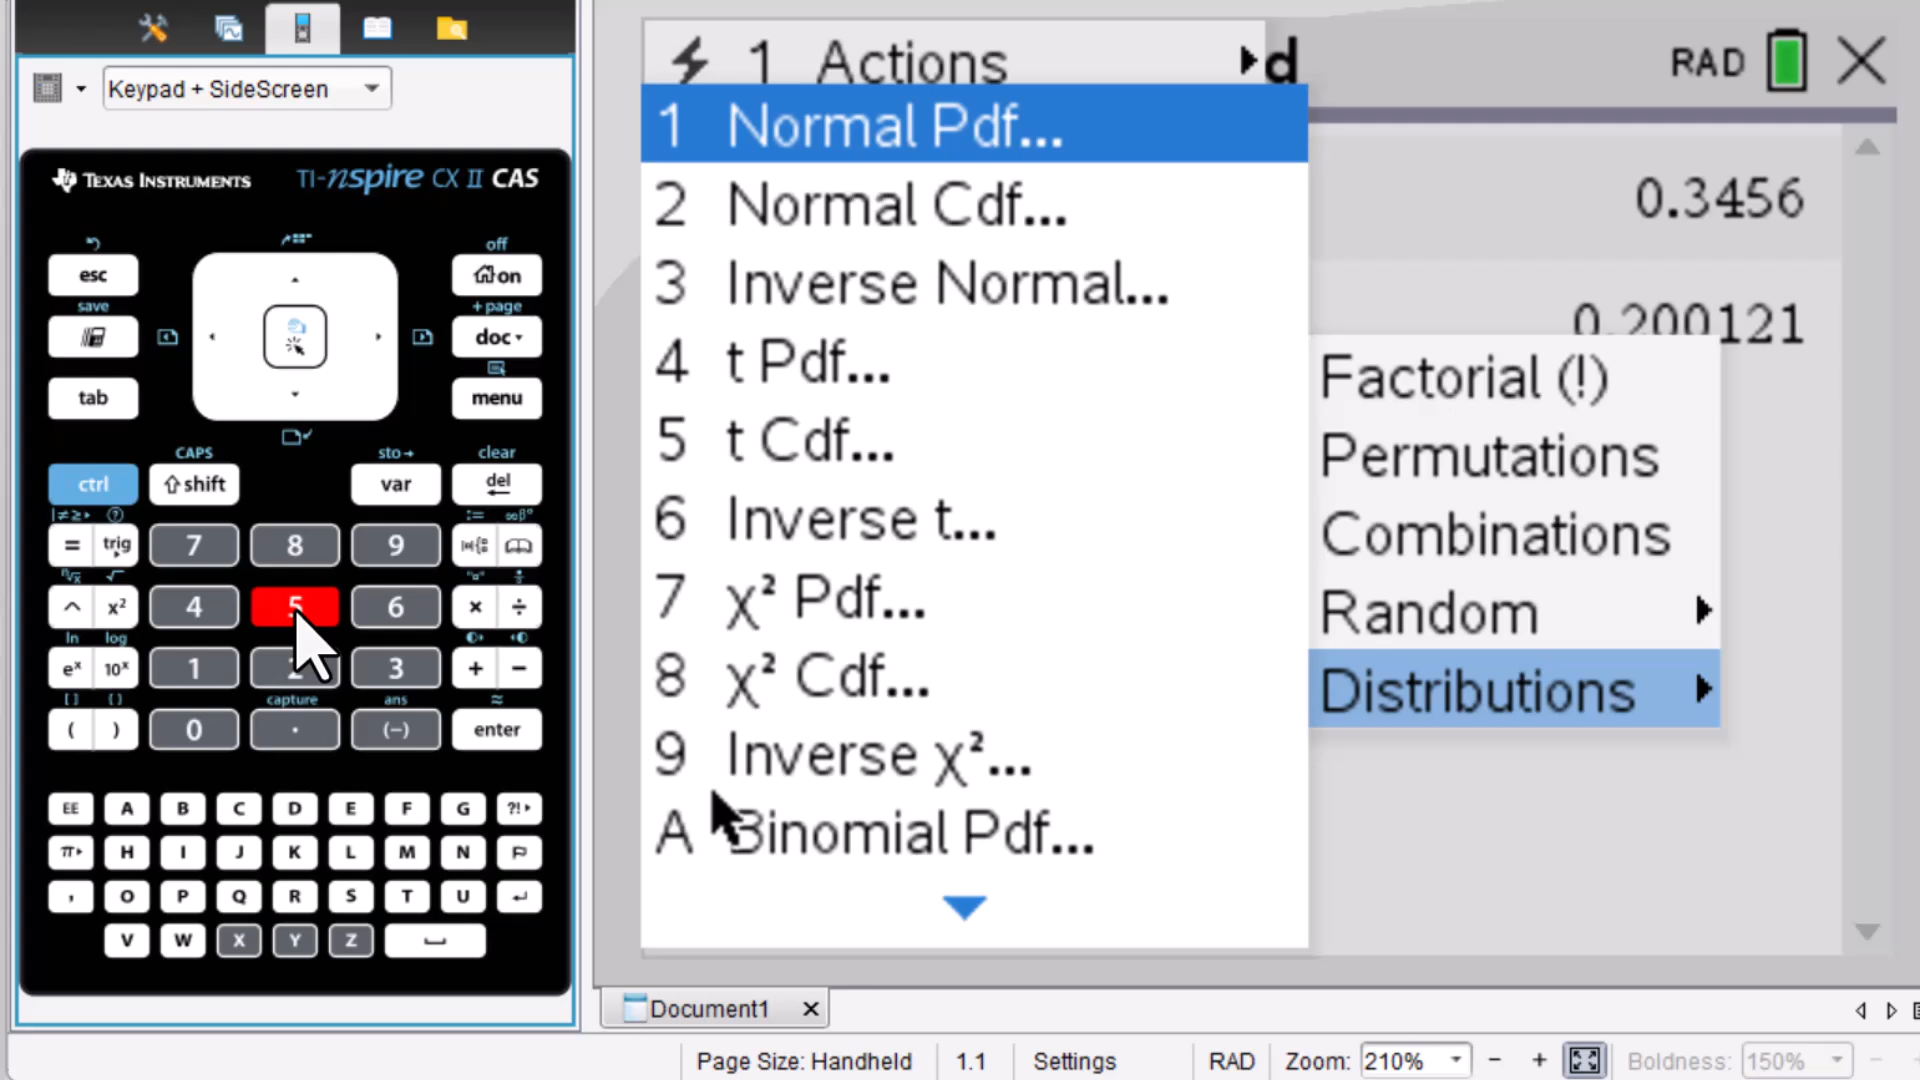 Keypad + SideScreen
TEXAS INSTRUMENTS TI-nspire CX II CAS
off
esc
on
save
+ page
doc
tab
menu
CAPS
sto→
clear
ctrl
shift
var
del
= trig 7 8 9
^ x² 4 5 6 × ÷
ln log
eˣ 10ˣ 1 2 3 + −
[ ] { } capture ans ≈
( ) 0 . (−) enter
EE A B C D E F G ?!▸
π▸ H I J K L M N
, O P Q R S T U
V W X Y Z
1 Actions ▸d
RAD
1 Normal Pdf...
2 Normal Cdf...
3 Inverse Normal...
4 t Pdf...
5 t Cdf...
6 Inverse t...
7 χ² Pdf...
8 χ² Cdf...
9 Inverse χ²...
A Binomial Pdf...
0.3456
0.200121
Factorial (!)
Permutations
Combinations
Random
Distributions
Document1
Page Size: Handheld 1.1 Settings RAD Zoom: 210% − + Boldness: 150% −